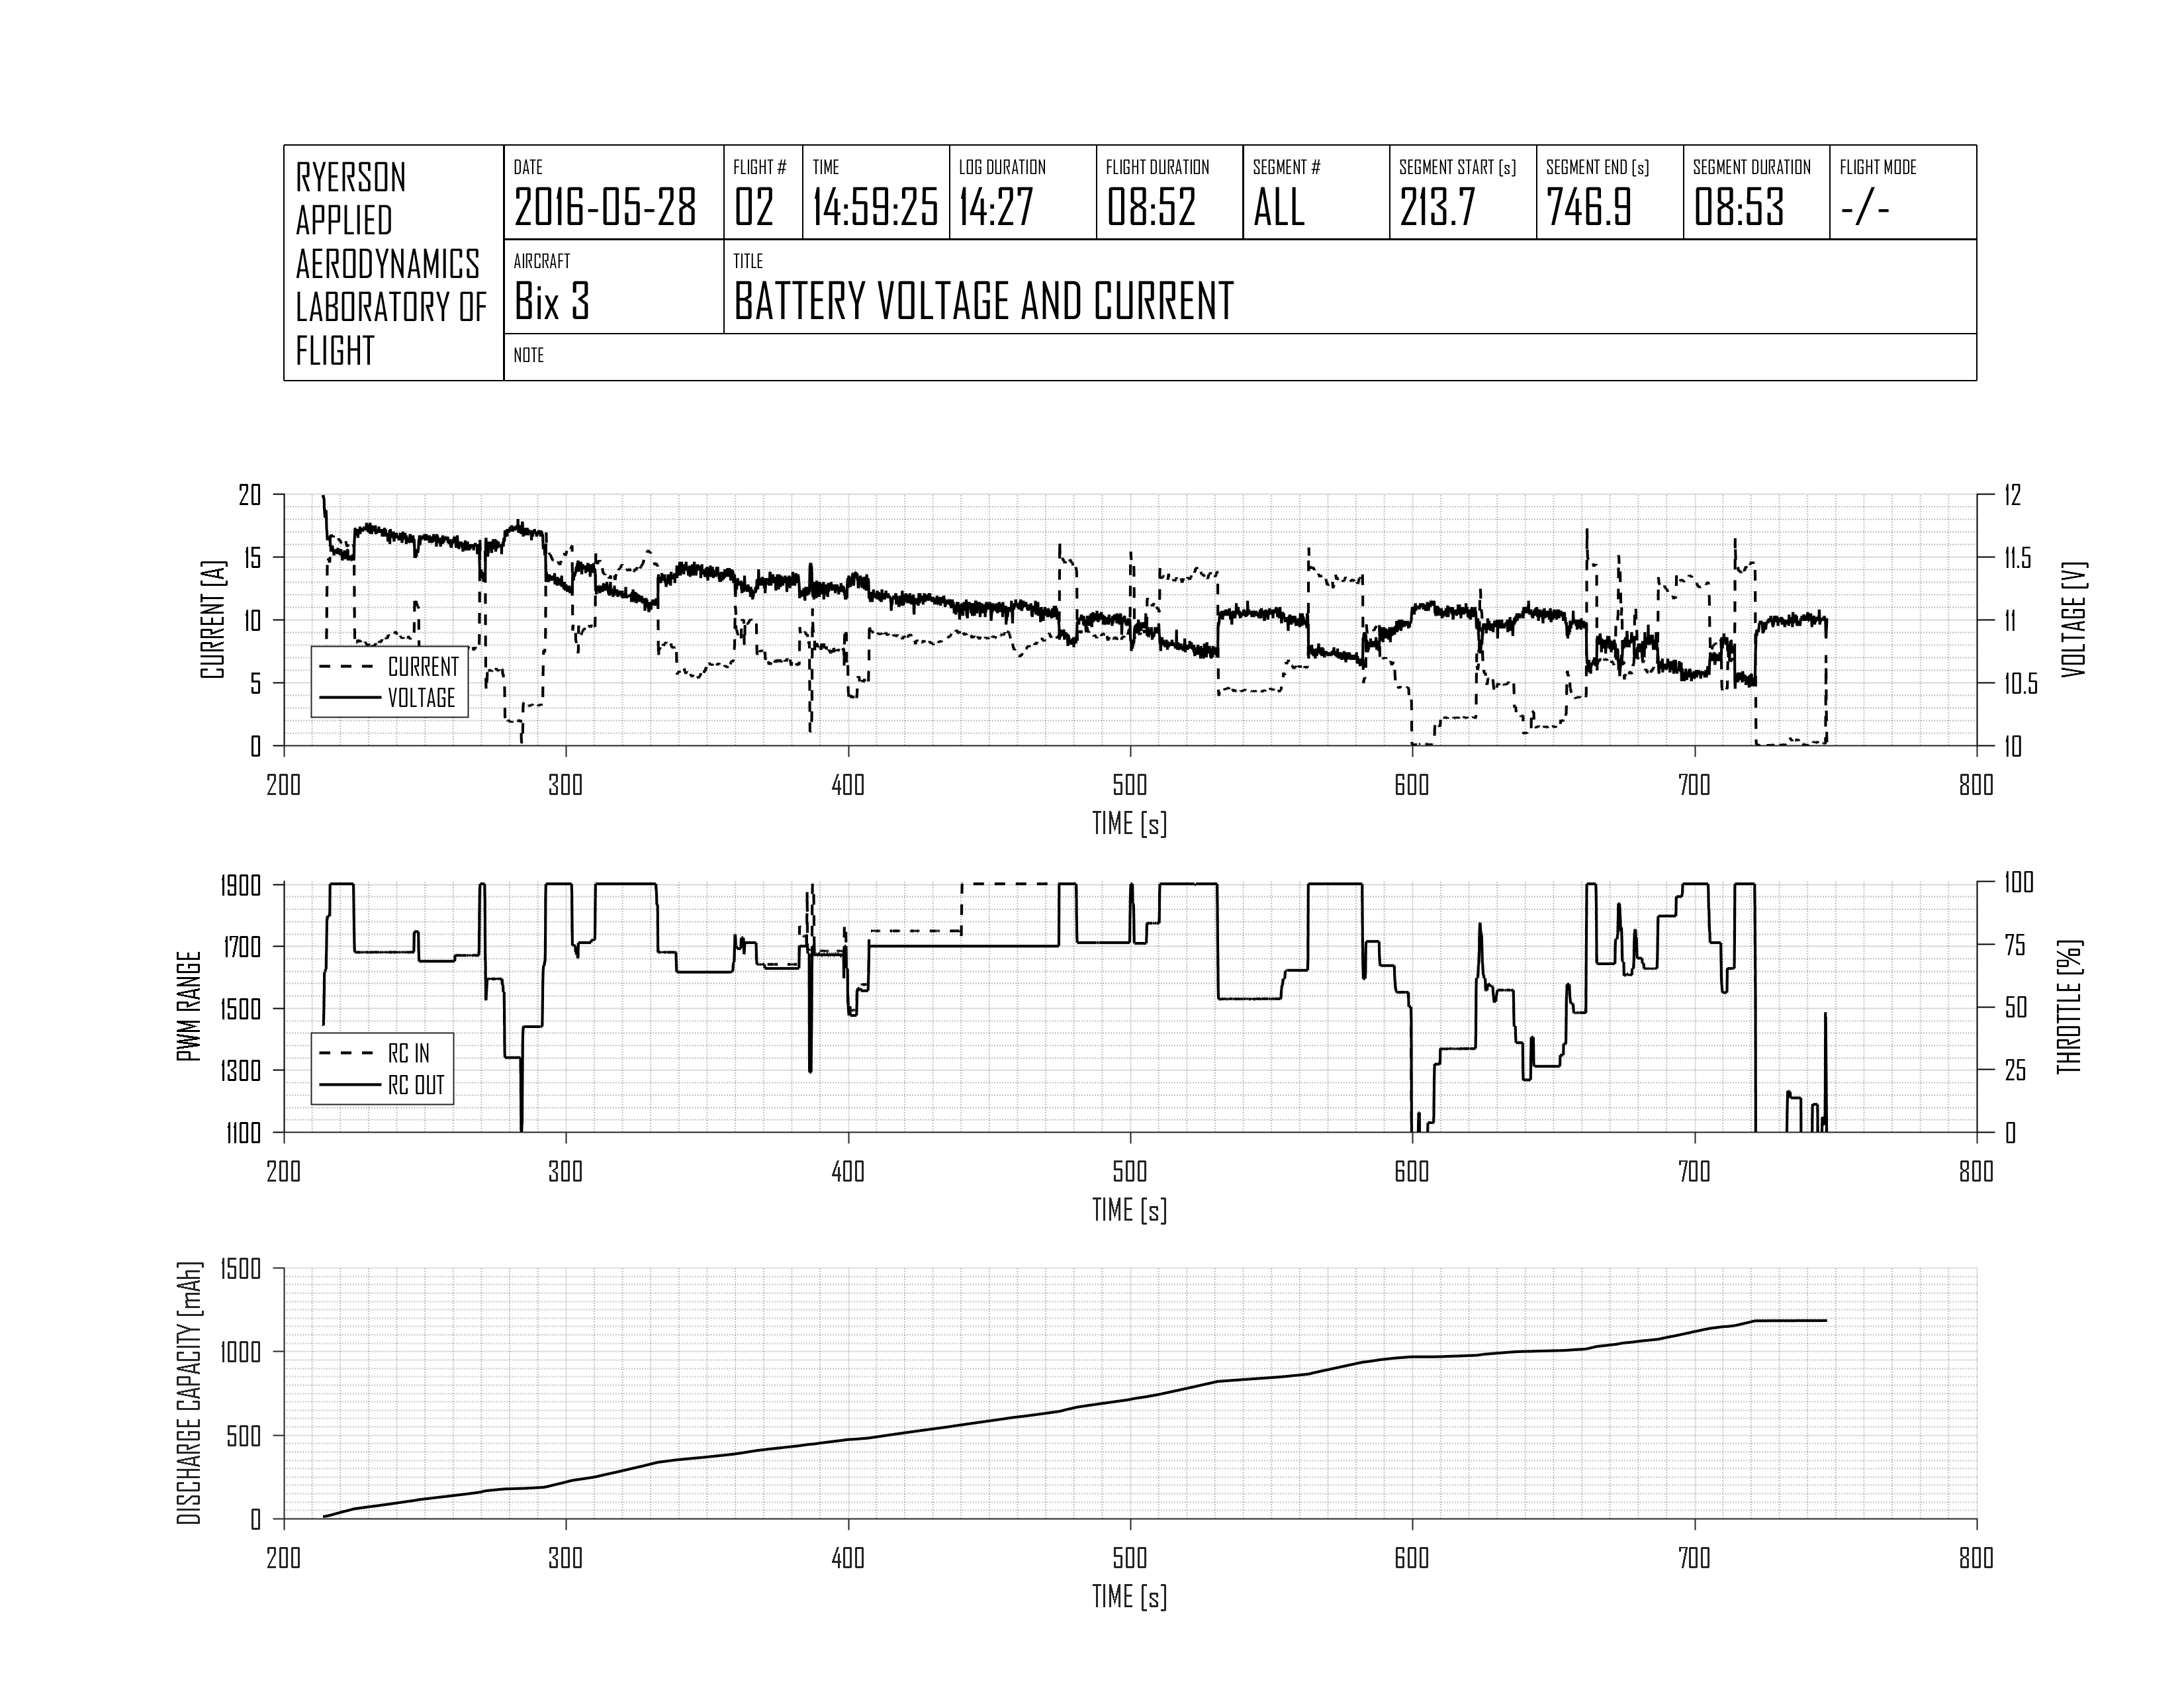 RYERSON
APPLIED
AERODYNAMICS
LABORATORY OF
FLIGHT
DATE
2016-05-28
FLIGHT #
02
TIME
14:59:25
LOG DURATION
14:27
FLIGHT DURATION
08:52
SEGMENT #
ALL
SEGMENT START [s]
213.7
SEGMENT END [s]
746.9
SEGMENT DURATION
08:53
FLIGHT MODE
-/-
AIRCRAFT
Bix 3
TITLE
BATTERY VOLTAGE AND CURRENT
NOTE
CURRENT [A]
20
15
10
5
0
CURRENT
VOLTAGE
12
11.5
11
10.5
10
VOLTAGE [V]
200 300 400 500 600 700 800
TIME [s]
PWM RANGE
1900
1700
1500
1300
1100
RC IN
RC OUT
100
75
50
25
0
THROTTLE [%]
200 300 400 500 600 700 800
TIME [s]
DISCHARGE CAPACITY [mAh]
1500
1000
500
0
200 300 400 500 600 700 800
TIME [s]